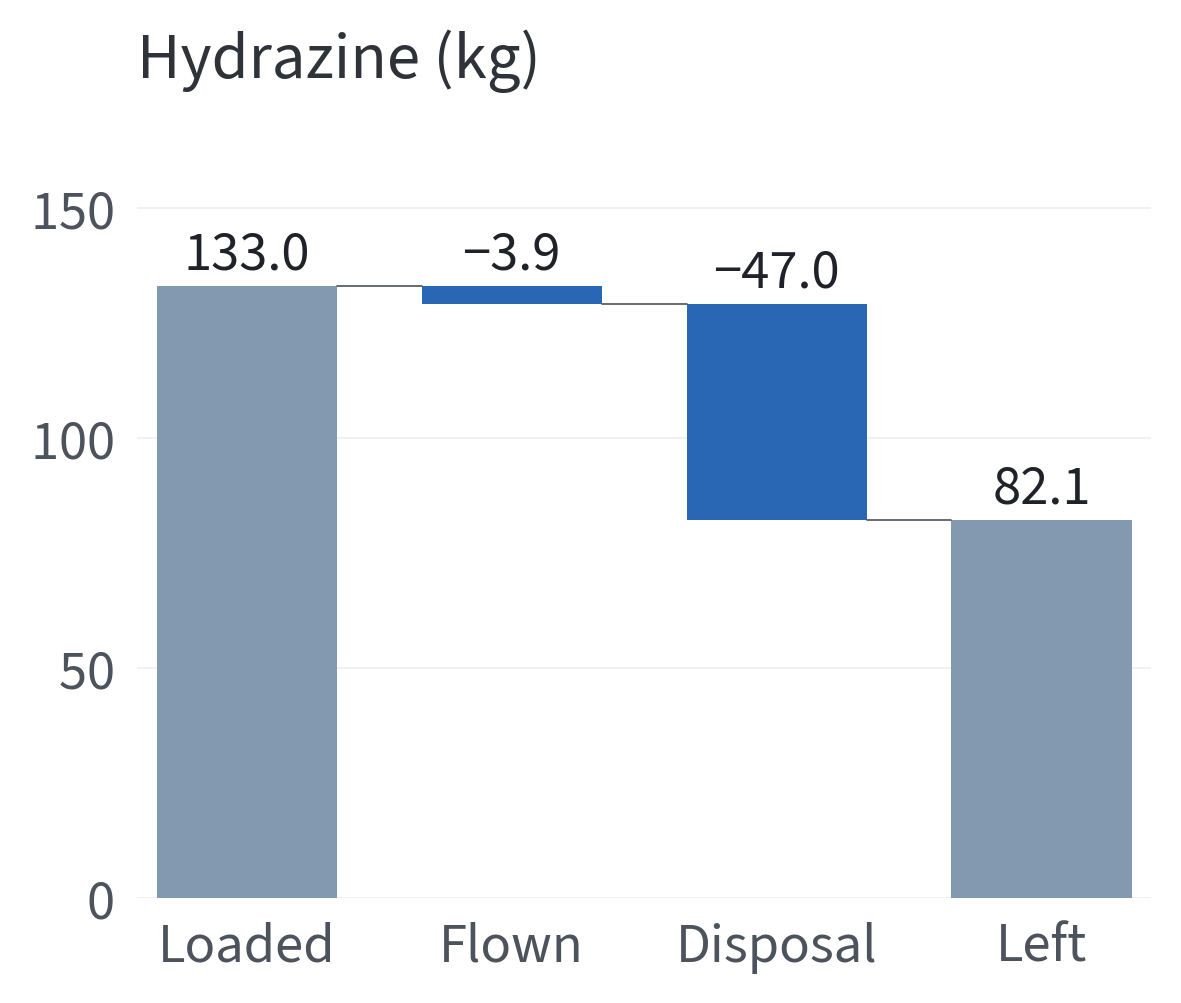 Hydrazine (kg)
150
133.0
−3.9
−47.0
100
82.1
50
0
Loaded
Flown
Disposal
Left